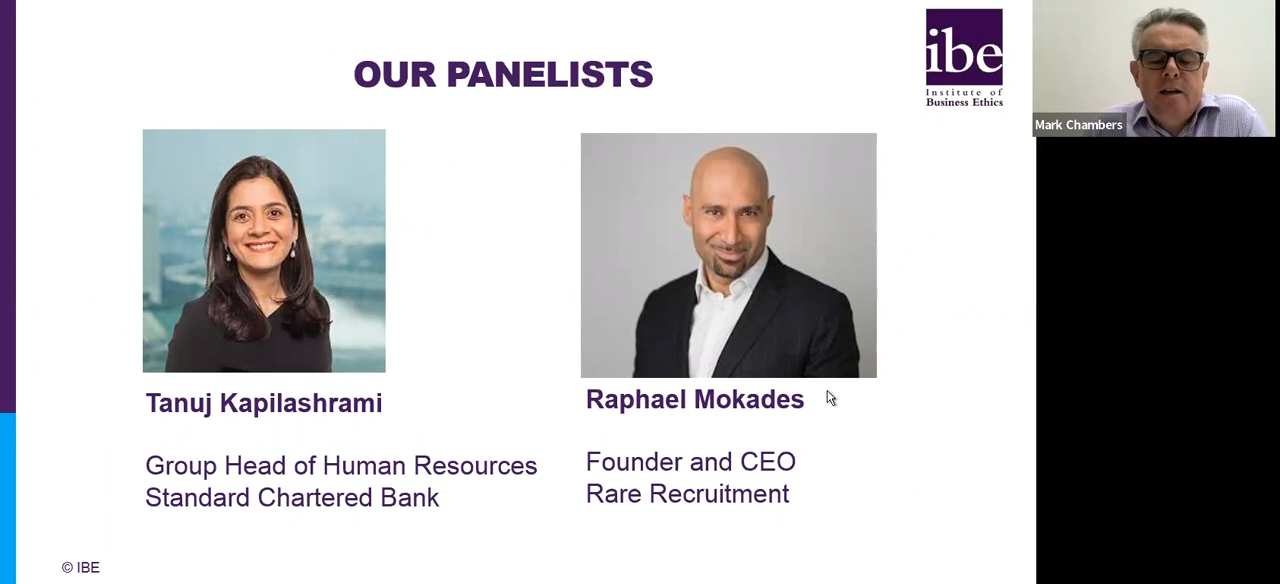 OUR PANELISTS
ibe
Institute of
Business Ethics
Mark Chambers
Tanuj Kapilashrami
Group Head of Human Resources
Standard Chartered Bank
Raphael Mokades
Founder and CEO
Rare Recruitment
© IBE